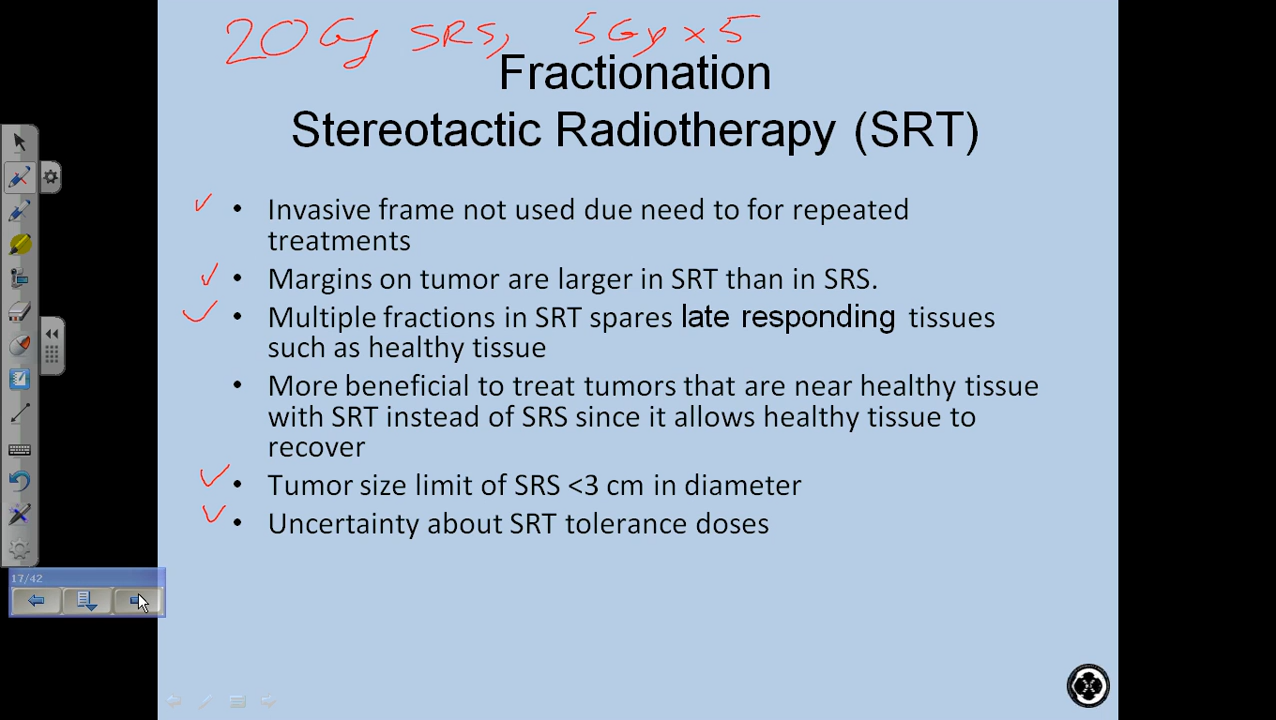 20 Gy SRS, 5 Gy x 5
Fractionation
Stereotactic Radiotherapy (SRT)
• Invasive frame not used due need to for repeated
treatments
• Margins on tumor are larger in SRT than in SRS.
• Multiple fractions in SRT spares late responding tissues
such as healthy tissue
• More beneficial to treat tumors that are near healthy tissue
with SRT instead of SRS since it allows healthy tissue to
recover
• Tumor size limit of SRS <3 cm in diameter
• Uncertainty about SRT tolerance doses
17/42